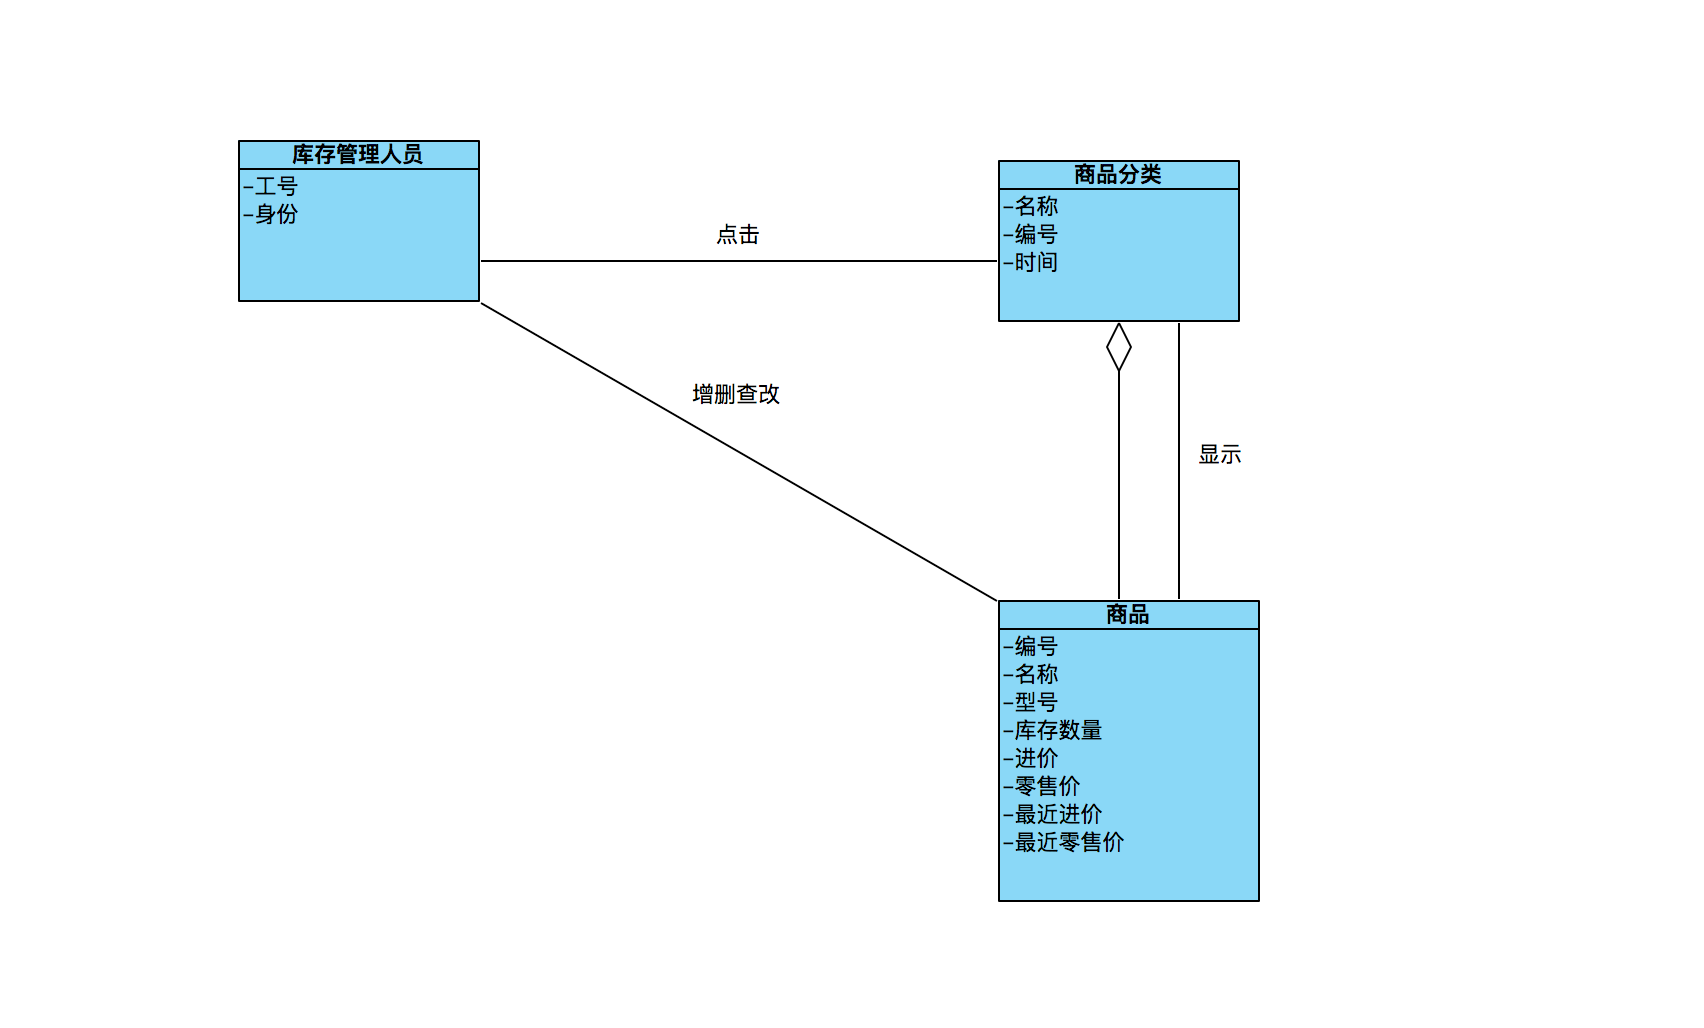 库存管理人员
-工号
-身份
点击
商品分类
-名称
-编号
-时间
增删查改
显示
商品
-编号
-名称
-型号
-库存数量
-进价
-零售价
-最近进价
-最近零售价